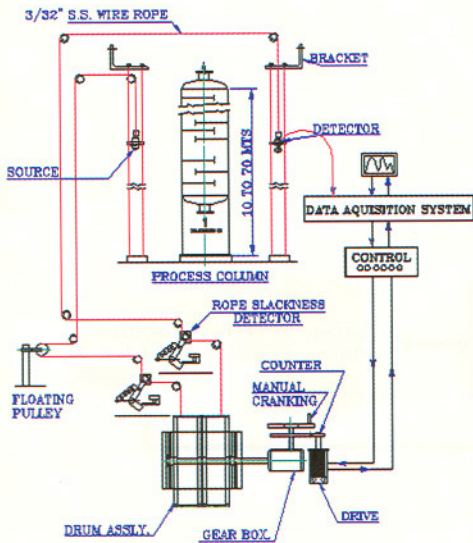 3/32" S.S. WIRE ROPE
BRACKET
DETECTOR
SOURCE
10 TO 70 MTS
DATA AQUISITION SYSTEM
CONTROL
PROCESS COLUMN
ROPE SLACKNESS
DETECTOR
COUNTER
MANUAL
CRANKING
FLOATING
PULLEY
DRUM ASSLY.
GEAR BOX.
DRIVE